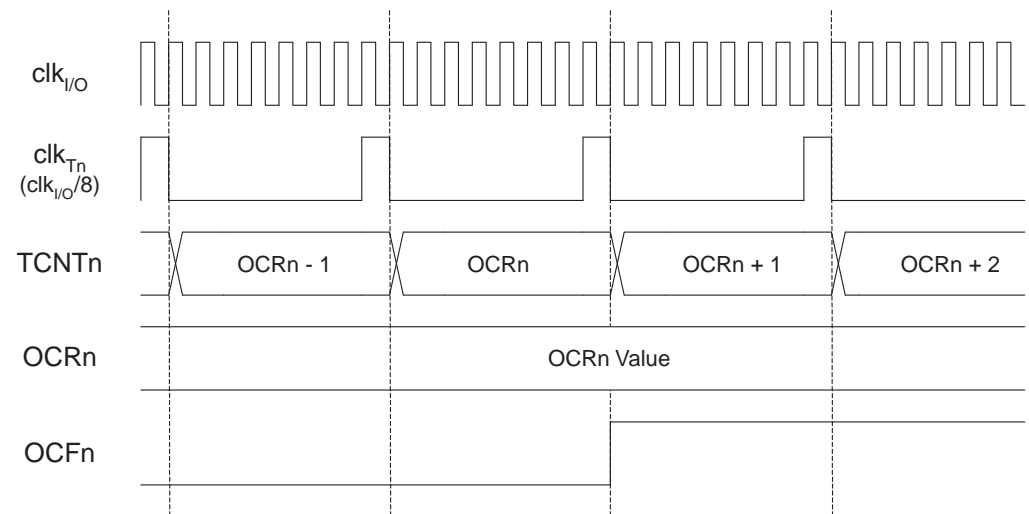 clkI/O
clkTn
(clkI/O/8)
TCNTn
OCRn - 1
OCRn
OCRn + 1
OCRn + 2
OCRn
OCRn Value
OCFn